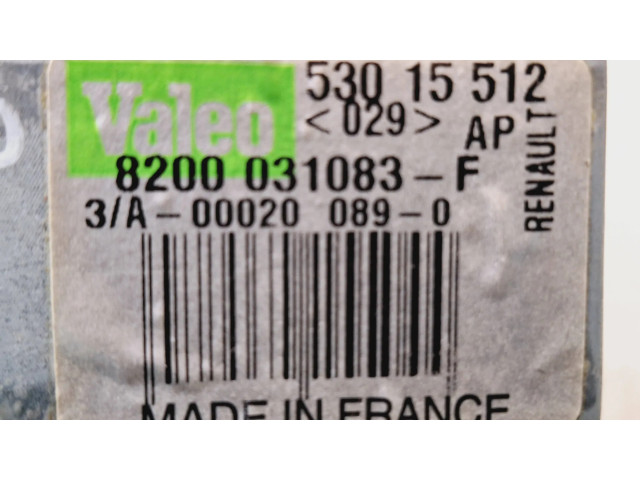 Valeo
530 15 512
<029> AP
8200 031083-F
3/A-00020 089-0
RENAULT
MADE IN FRANCE